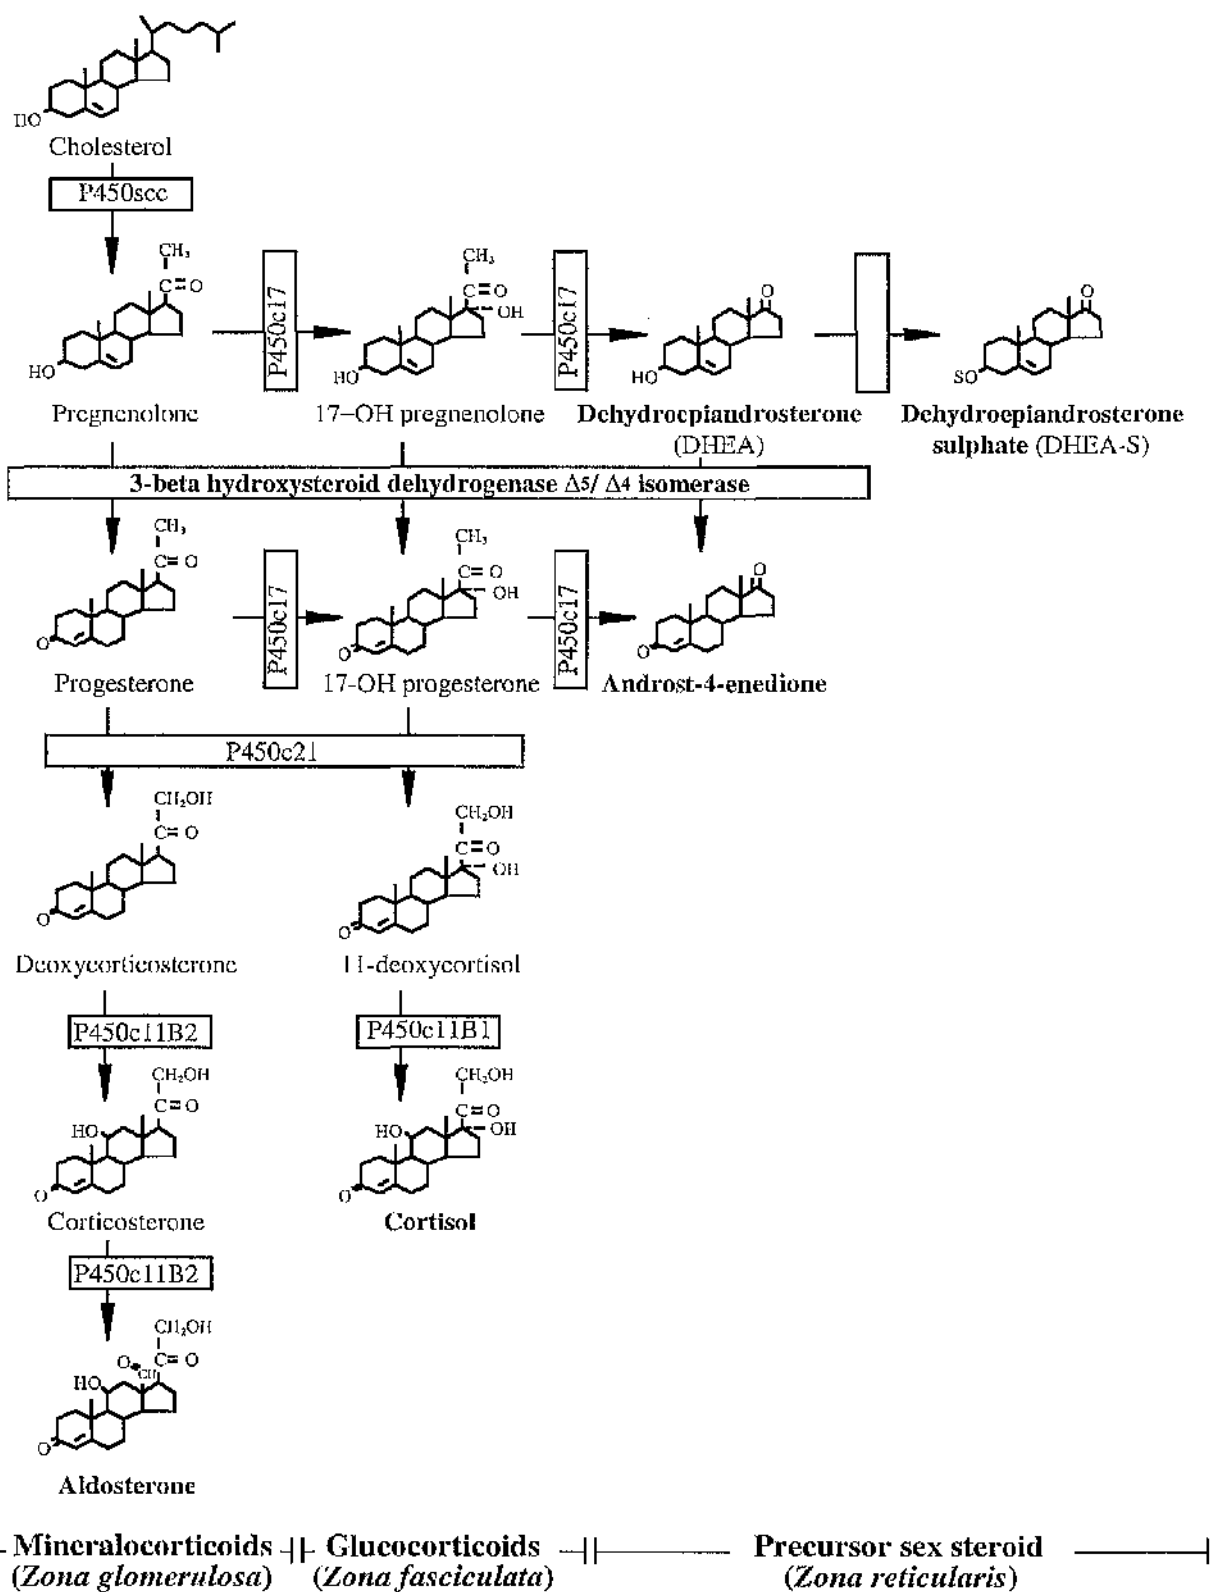 HO
Cholesterol
P450scc
CH₃
C=O
HO
Pregnenolone
P450c17
CH₃
C=O
OH
HO
17-OH pregnenolone
P450c17
O
HO
Dehydroepiandrosterone
(DHEA)
O
SO
Dehydroepiandrosterone
sulphate (DHEA-S)
3-beta hydroxysteroid dehydrogenase Δ5/ Δ4 isomerase
CH₃
C=O
O
Progesterone
P450c17
CH₃
C=O
OH
O
17-OH progesterone
P450c17
O
O
Androst-4-enedione
P450c21
CH₂OH
C=O
O
Deoxycorticosterone
CH₂OH
C=O
OH
O
11-deoxycortisol
P450c11B2
P450c11B1
CH₂OH
C=O
HO
O
Corticosterone
CH₂OH
C=O
HO
OH
O
Cortisol
P450c11B2
CH₂OH
C=O
O
CH
HO
O
Aldosterone
Mineralocorticoids
(Zona glomerulosa)
Glucocorticoids
(Zona fasciculata)
Precursor sex steroid
(Zona reticularis)